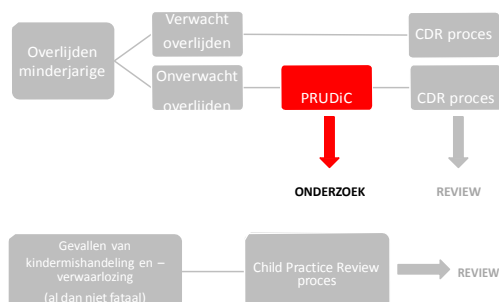 Verwacht
overlijden
CDR proces
Overlijden
minderjarige
Onverwacht
overlijden
PRUDiC
CDR proces
ONDERZOEK
REVIEW
Gevallen van
kindermishandeling en –
verwaarlozing
(al dan niet fataal)
Child Practice Review
proces
REVIEW